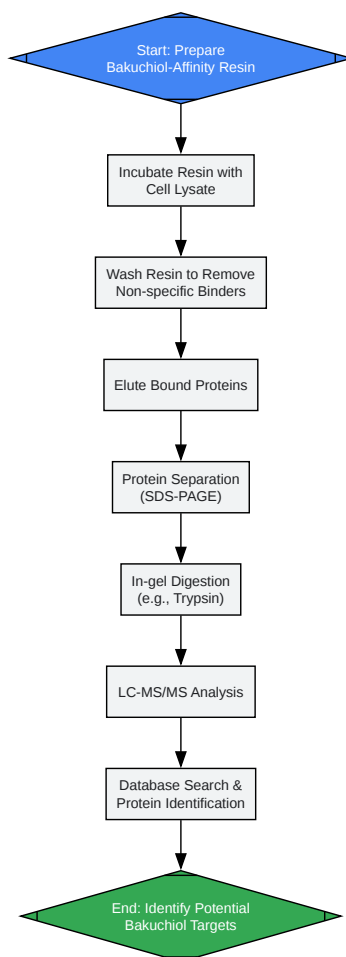 Start: Prepare
Bakuchiol-Affinity Resin
Incubate Resin with
Cell Lysate
Wash Resin to Remove
Non-specific Binders
Elute Bound Proteins
Protein Separation
(SDS-PAGE)
In-gel Digestion
(e.g., Trypsin)
LC-MS/MS Analysis
Database Search &
Protein Identification
End: Identify Potential
Bakuchiol Targets